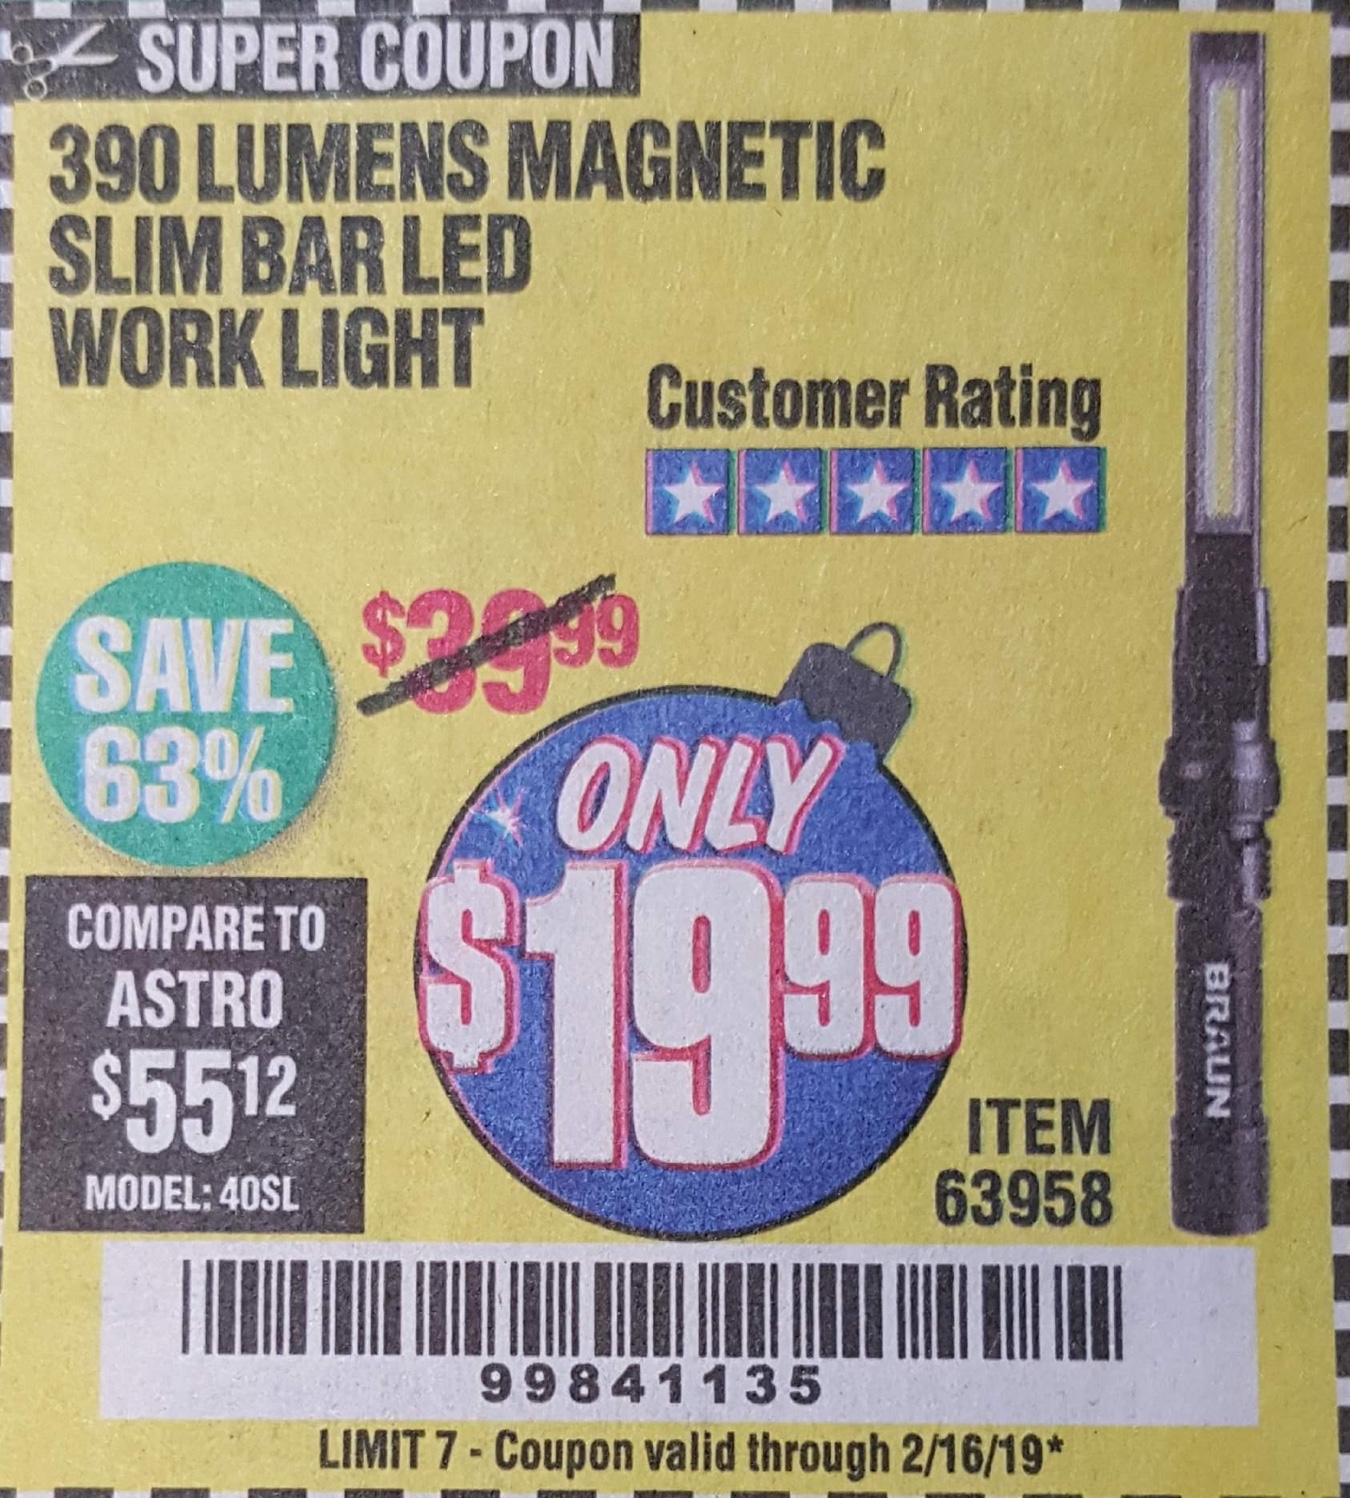 SUPER COUPON
390 LUMENS MAGNETIC
SLIM BAR LED
WORK LIGHT
Customer Rating
SAVE
63%
$39.99
ONLY
$19.99
COMPARE TO
ASTRO
$55.12
MODEL: 40SL
BRAUN
ITEM
63958
99841135
LIMIT 7 - Coupon valid through 2/16/19*